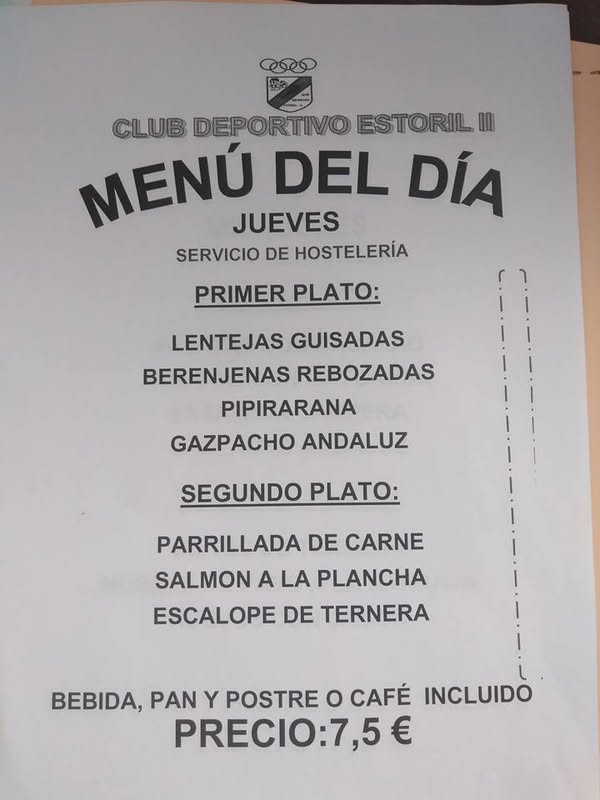 CLUB DEPORTIVO ESTORIL II
MENÚ DEL DÍA
JUEVES
SERVICIO DE HOSTELERÍA
PRIMER PLATO:
LENTEJAS GUISADAS
BERENJENAS REBOZADAS
PIPIRARANA
GAZPACHO ANDALUZ
SEGUNDO PLATO:
PARRILLADA DE CARNE
SALMON A LA PLANCHA
ESCALOPE DE TERNERA
BEBIDA, PAN Y POSTRE O CAFÉ INCLUIDO
PRECIO:7,5 €